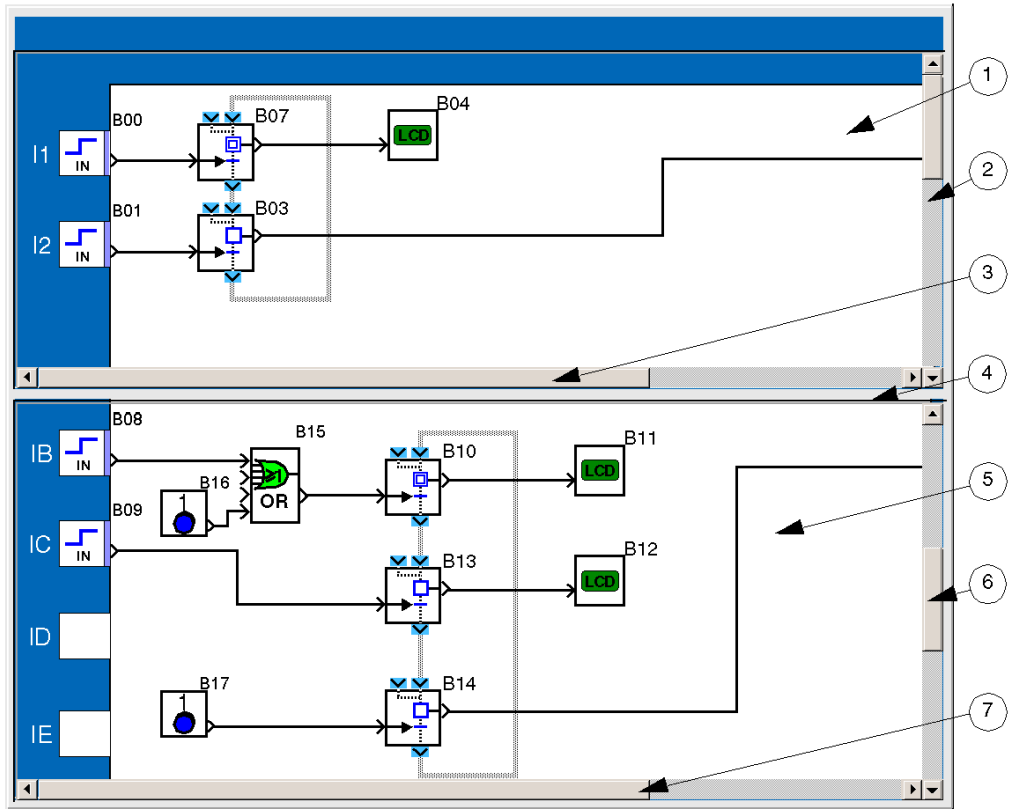 B00
B07
B04
LCD
I1
IN
B01
B03
I2
IN
1
2
3
4
B08
B15
B10
B11
IB
IN
LCD
B16
1
OR
B09
IC
IN
B13
B12
LCD
ID
B17
1
B14
IE
5
6
7